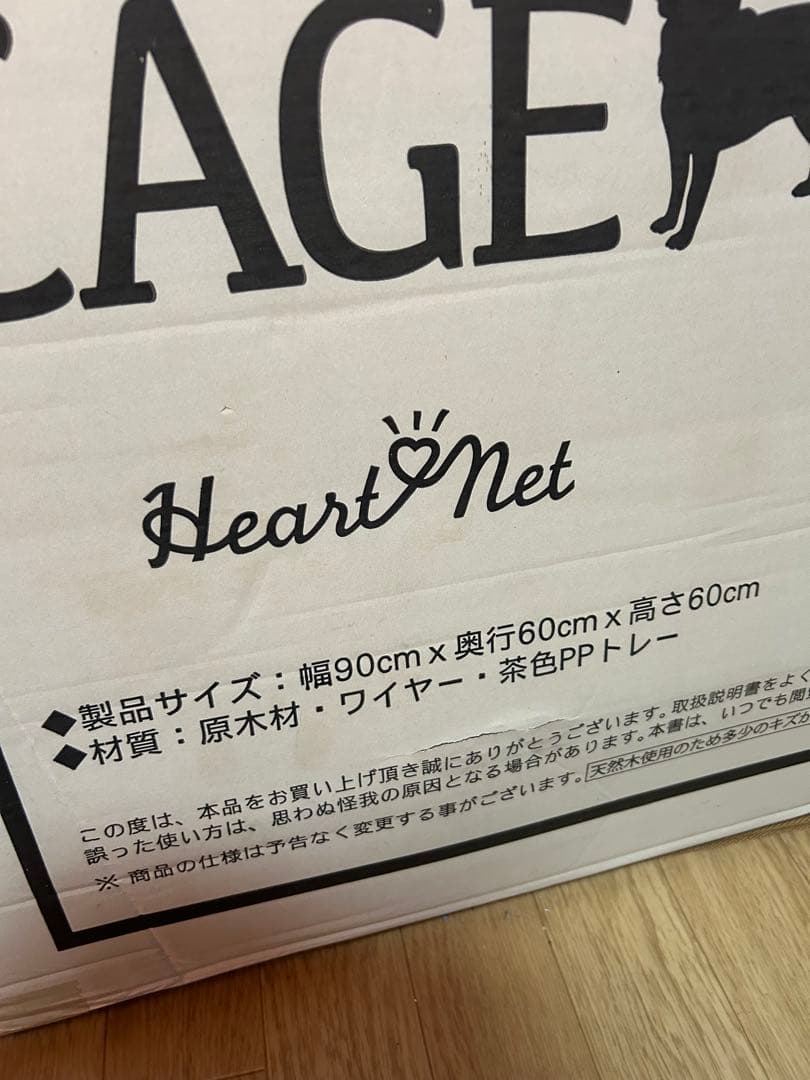 CAGE
Heart Net
◆製品サイズ：幅90cm x 奥行60cm x 高さ60cm
◆材質：原木材・ワイヤー・茶色PPトレー
この度は、本品をお買い上げ頂き誠にありがとうございます。取扱説明書をよく
誤った使い方は、思わぬ怪我の原因となる場合があります。本書は、いつでも閲
※ 商品の仕様は予告なく変更する事がございます。天然木使用のため多少のキズが